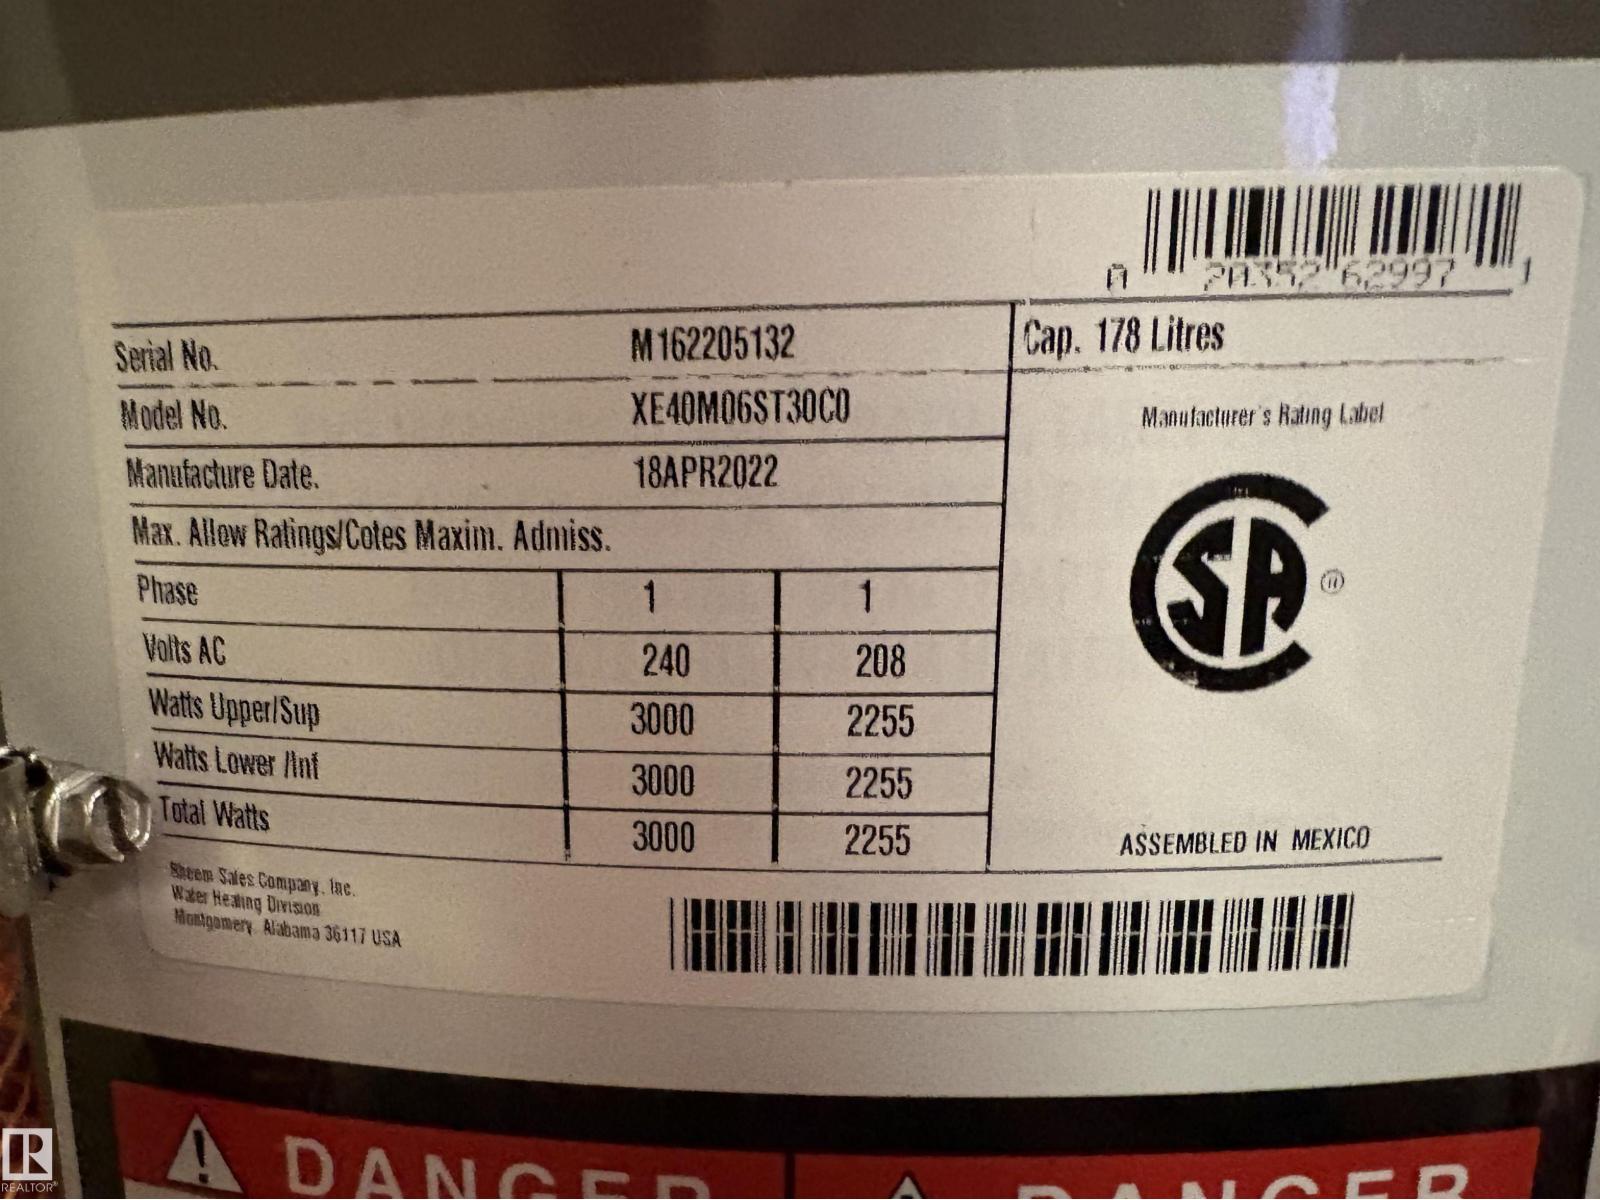 0 20352 62997 1
Serial No. M162205132 Cap. 178 Litres
Model No. XE40M06ST30C0
Manufacturer's Rating Label
Manufacture Date. 18APR2022
Max. Allow Ratings/Cotes Maxim. Admiss.
CSA®
Phase 1 1
Volts AC 240 208
Watts Upper/Sup 3000 2255
Watts Lower /Inf 3000 2255
Total Watts 3000 2255
ASSEMBLED IN MEXICO
Rheem Sales Company, Inc.
Water Heating Division
Montgomery, Alabama 36117 USA
DANGER DANGER
R
REALTOR®